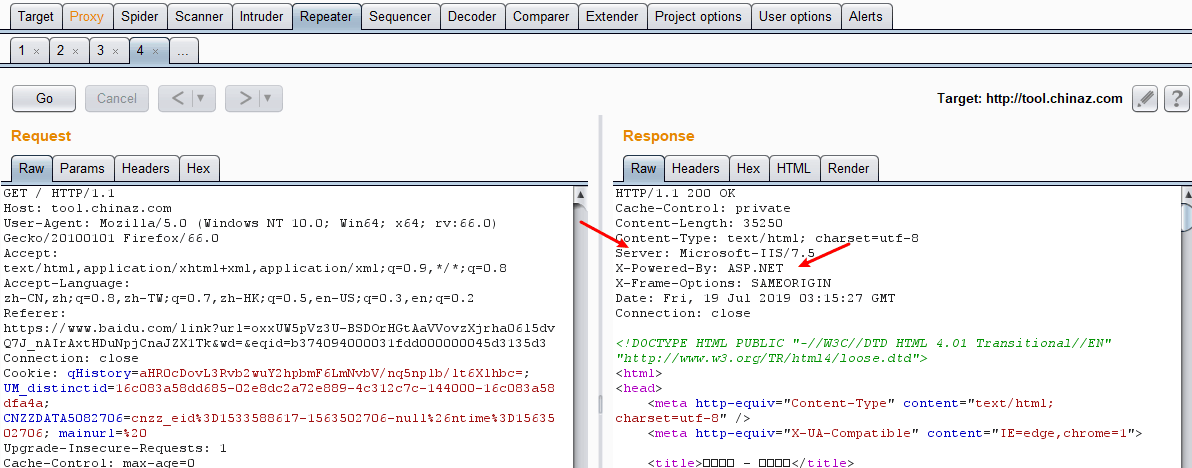 Target Proxy Spider Scanner Intruder Repeater Sequencer Decoder Comparer Extender Project options User options Alerts
1 × 2 × 3 × 4 × ...
Go Cancel < > Target: http://tool.chinaz.com ?
Request
Raw Params Headers Hex
GET / HTTP/1.1
Host: tool.chinaz.com
User-Agent: Mozilla/5.0 (Windows NT 10.0; Win64; x64; rv:66.0)
Gecko/20100101 Firefox/66.0
Accept:
text/html,application/xhtml+xml,application/xml;q=0.9,*/*;q=0.8
Accept-Language:
zh-CN,zh;q=0.8,zh-TW;q=0.7,zh-HK;q=0.5,en-US;q=0.3,en;q=0.2
Referer:
https://www.baidu.com/link?url=oxxUW5pVz3U-BSDOrHGtAaVVovzXjrha06l5dv
Q7J_nAIrAxtHDuNpjCnaJZX1Tk&wd=&eqid=b374094000031fdd000000045d3135d3
Connection: close
Cookie: qHistory=aHR0cDovL3Rvb2wuY2hpbmF6LmNvbV/nq5nplb/lt6Xlhbc=;
UM_distinctid=16c083a58dd685-02e8dc2a72e889-4c312c7c-144000-16c083a58
dfa4a;
CNZZDATA5082706=cnzz_eid%3D1533588617-1563502706-null%26ntime%3D15635
02706; mainurl=%20
Upgrade-Insecure-Requests: 1
Cache-Control: max-age=0
Response
Raw Headers Hex HTML Render
HTTP/1.1 200 OK
Cache-Control: private
Content-Length: 35250
Content-Type: text/html; charset=utf-8
Server: Microsoft-IIS/7.5
X-Powered-By: ASP.NET
X-Frame-Options: SAMEORIGIN
Date: Fri, 19 Jul 2019 03:15:27 GMT
Connection: close
<!DOCTYPE HTML PUBLIC "-//W3C//DTD HTML 4.01 Transitional//EN"
"http://www.w3.org/TR/html4/loose.dtd">
<html>
<head>
<meta http-equiv="Content-Type" content="text/html;
charset=utf-8" />
<meta http-equiv="X-UA-Compatible" content="IE=edge,chrome=1">
<title>□□□□ - □□□□</title>